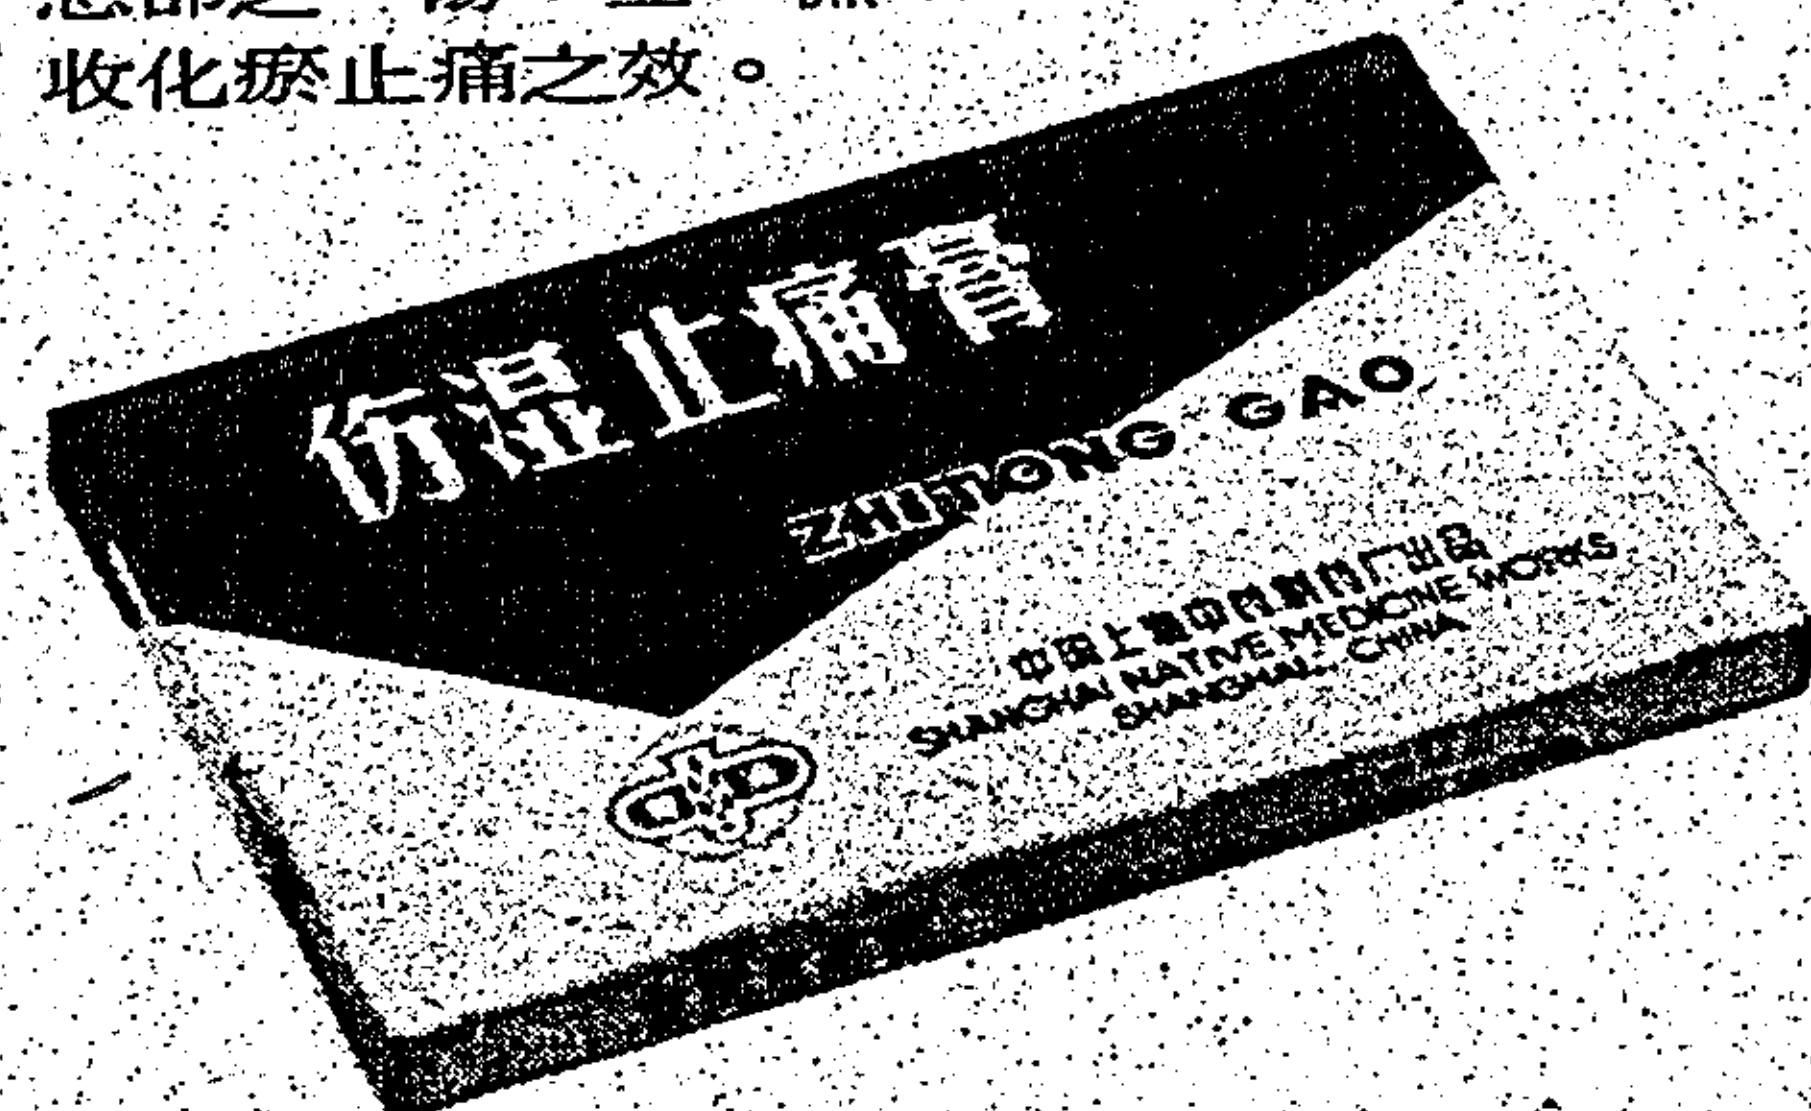 收化瘀止痛之效。
伤湿止痛膏
ZHITONG GAO
中国上海中药制药厂出品
SHANGHAI NATIVE MEDICINE WORKS
SHANGHAI, CHINA